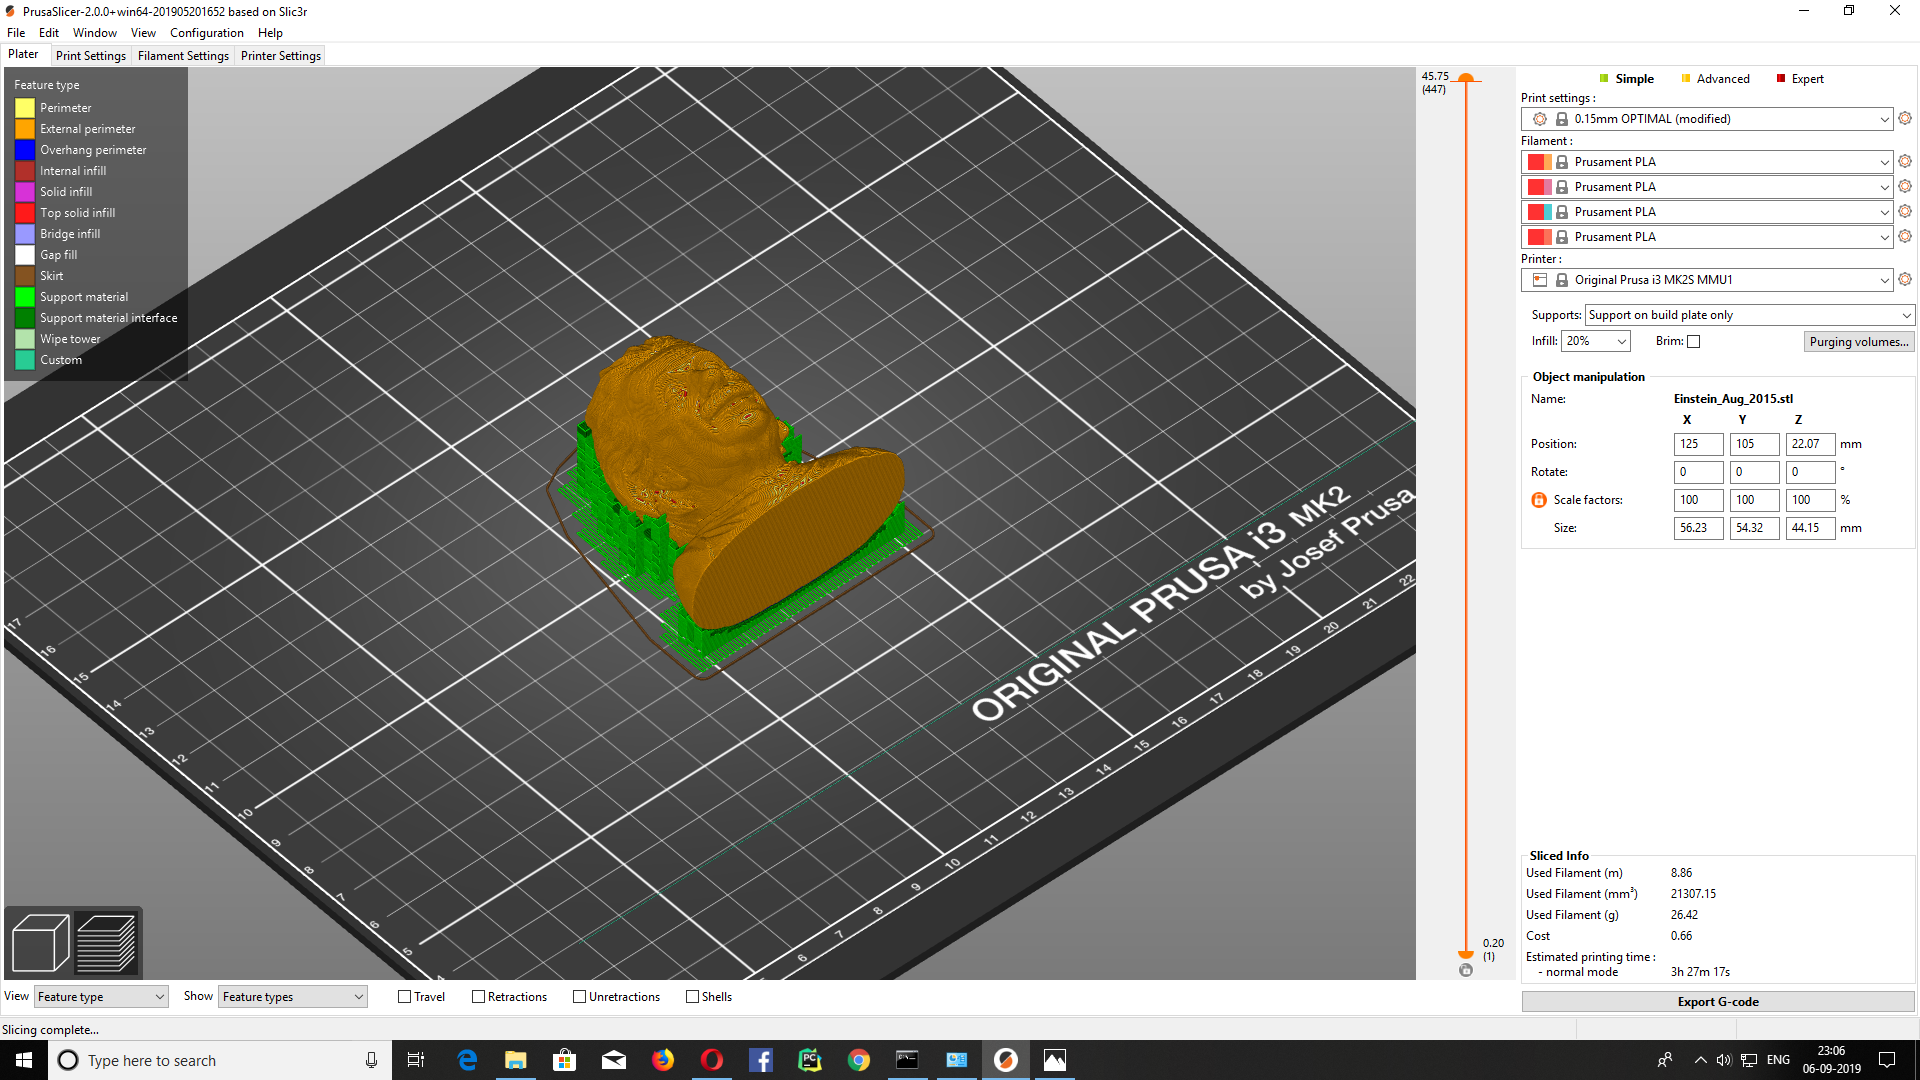 PrusaSlicer-2.0.0+win64-201905201652 based on Slic3r
File Edit Window View Configuration Help
Plater Print Settings Filament Settings Printer Settings
Feature type
Perimeter
External perimeter
Overhang perimeter
Internal infill
Solid infill
Top solid infill
Bridge infill
Gap fill
Skirt
Support material
Support material interface
Wipe tower
Custom
ORIGINAL PRUSA i3 MK2
by Josef Prusa
17
16
15
14
13
12
11
10
9
8
7
6
5
4
6
7
8
9
10
11
12
13
14
15
16
17
18
19
20
21
22
45.75
(447)
0.20
(1)
Simple Advanced Expert
Print settings :
0.15mm OPTIMAL (modified)
Filament :
Prusament PLA
Prusament PLA
Prusament PLA
Prusament PLA
Printer :
Original Prusa i3 MK2S MMU1
Supports: Support on build plate only
Infill: 20% Brim: Purging volumes...
Object manipulation
Name: Einstein_Aug_2015.stl
X Y Z
Position: 125 105 22.07 mm
Rotate: 0 0 0 °
Scale factors: 100 100 100 %
Size: 56.23 54.32 44.15 mm
Sliced Info
Used Filament (m) 8.86
Used Filament (mm³) 21307.15
Used Filament (g) 26.42
Cost 0.66
Estimated printing time :
- normal mode 3h 27m 17s
Export G-code
View Feature type Show Feature types Travel Retractions Unretractions Shells
Slicing complete...
Type here to search
ENG
23:06
06-09-2019